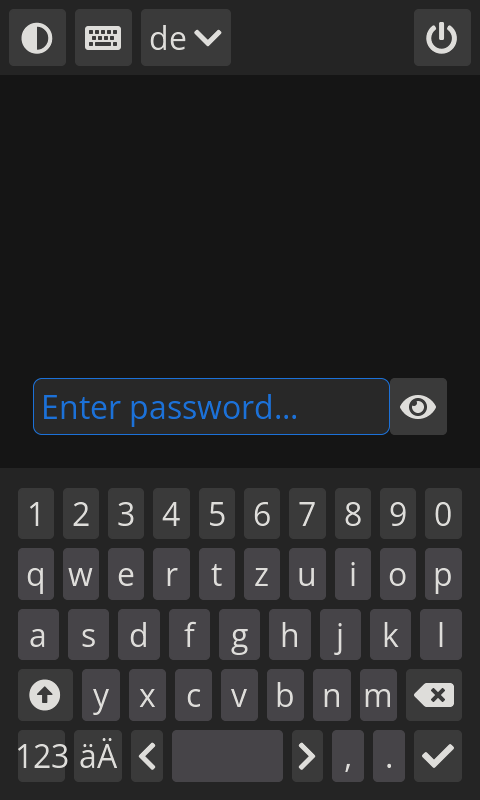 de
Enter password...
1 2 3 4 5 6 7 8 9 0
q w e r t z u i o p
a s d f g h j k l
y x c v b n m
123 äÄ , .